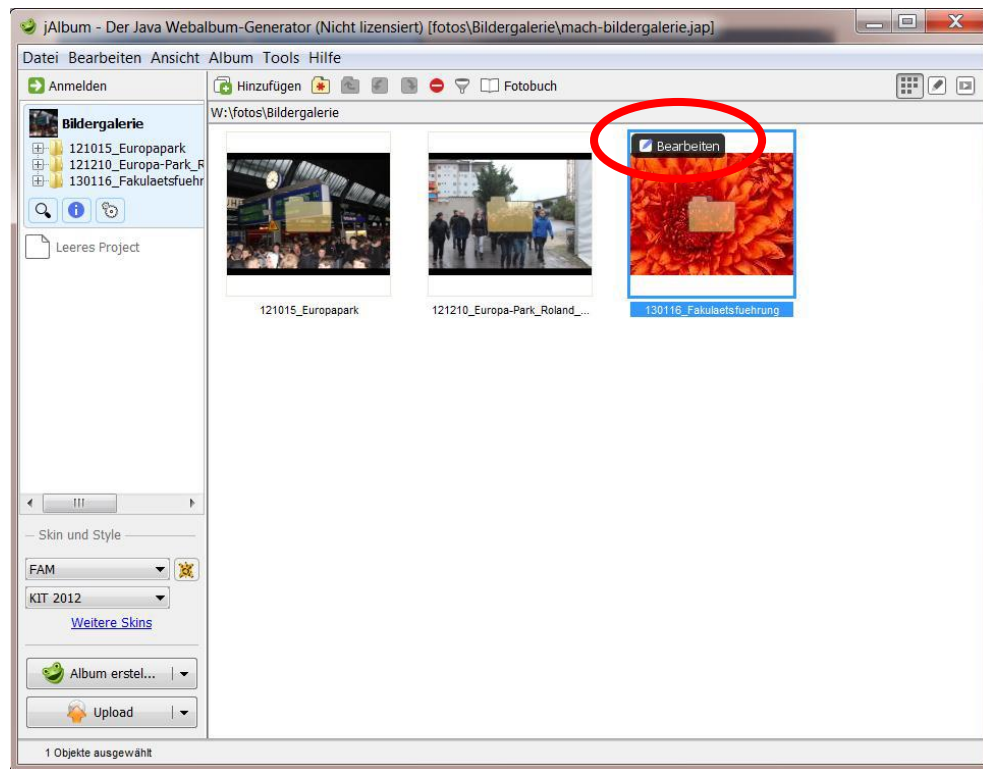 jAlbum - Der Java Webalbum-Generator (Nicht lizensiert) [fotos\Bildergalerie\mach-bildergalerie.jap]
Datei Bearbeiten Ansicht Album Tools Hilfe
Anmelden
Hinzufügen
Fotobuch
W:\fotos\Bildergalerie
Bildergalerie
121015_Europapark
121210_Europa-Park_R
130116_Fakulaetsfuehr
Leeres Project
Bearbeiten
121015_Europapark
121210_Europa-Park_Roland_...
130116_Fakulaetsfuehrung
Skin und Style
FAM
KIT 2012
Weitere Skins
Album erstel...
Upload
1 Objekte ausgewählt